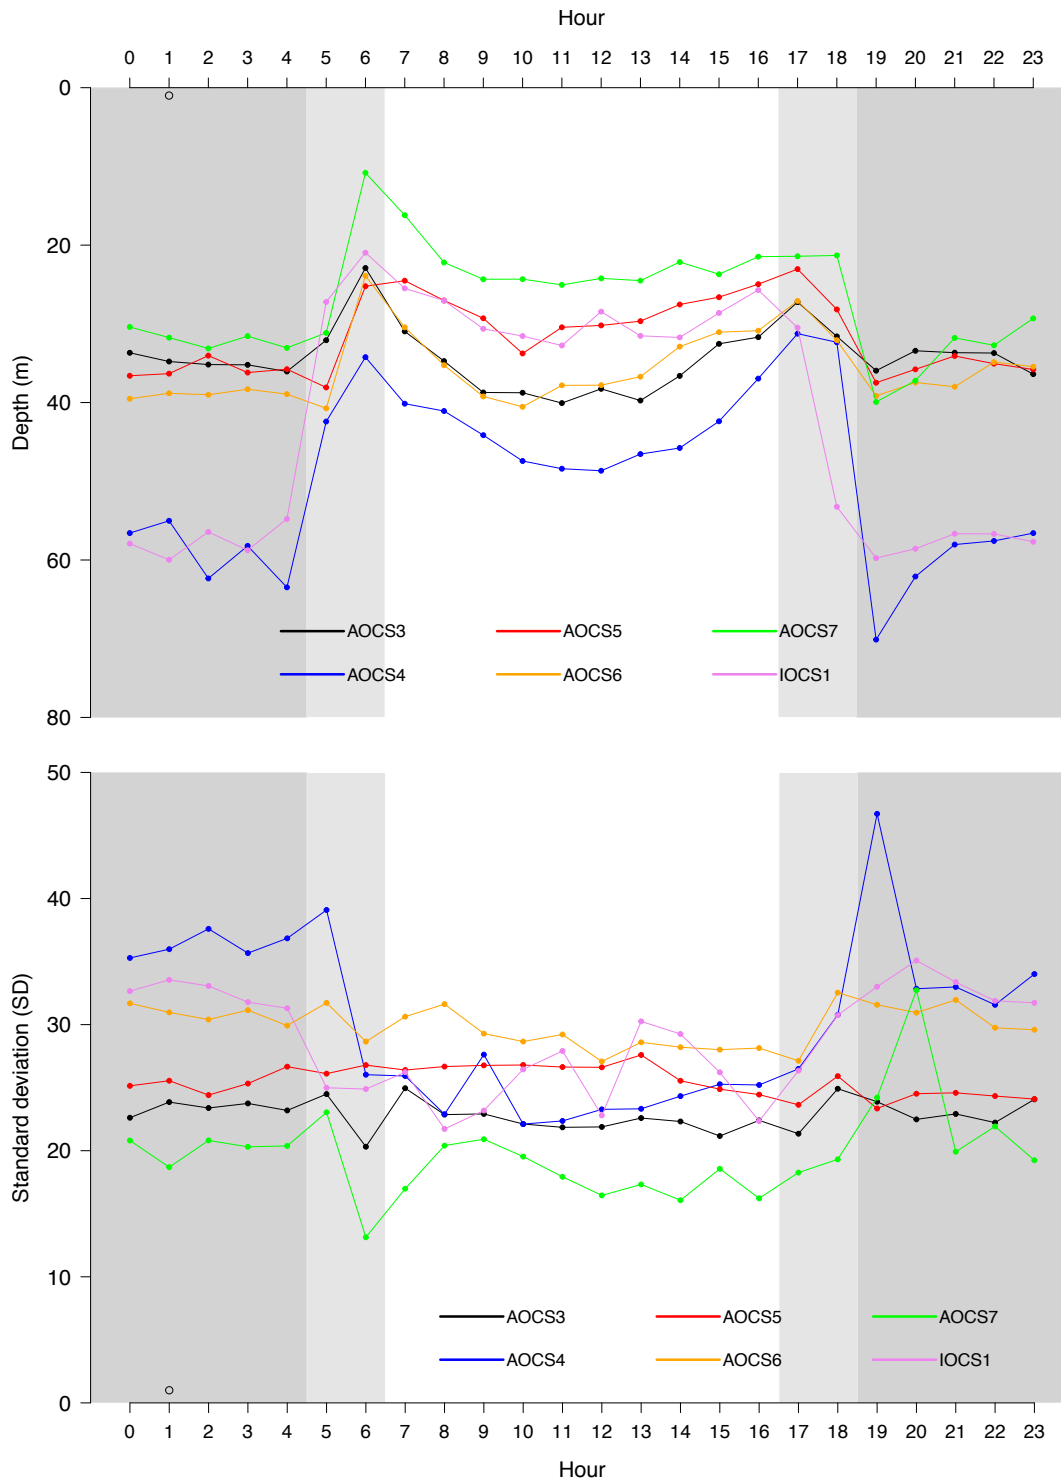 Hour
0 1 2 3 4 5 6 7 8 9 10 11 12 13 14 15 16 17 18 19 20 21 22 23
0
20
40
60
80
Depth (m)
AOCS3 AOCS5 AOCS7
AOCS4 AOCS6 IOCS1
50
40
30
20
10
0
Standard deviation (SD)
AOCS3 AOCS5 AOCS7
AOCS4 AOCS6 IOCS1
0 1 2 3 4 5 6 7 8 9 10 11 12 13 14 15 16 17 18 19 20 21 22 23
Hour